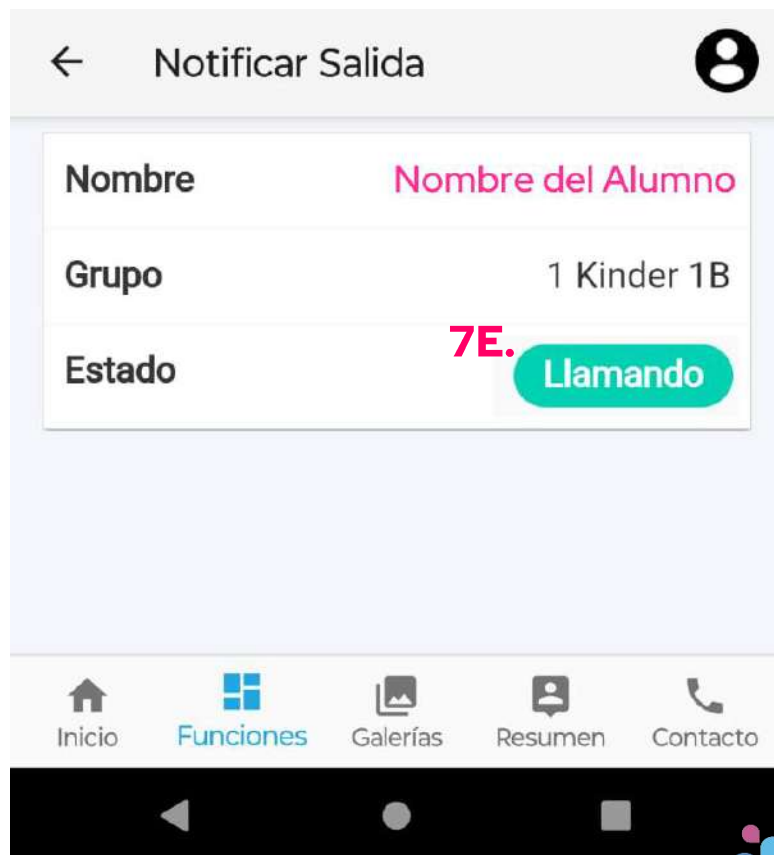 Notificar Salida
Nombre Nombre del Alumno
Grupo 1 Kinder 1B
Estado 7E. Llamando
Inicio Funciones Galerías Resumen Contacto